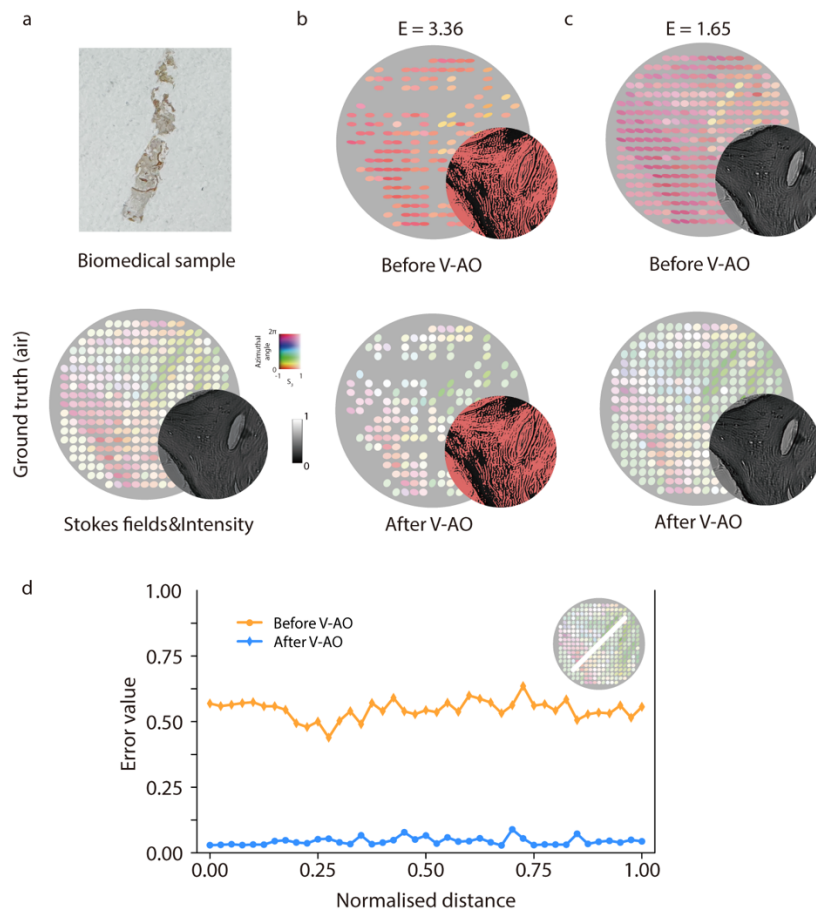 a
b
c
E = 3.36
E = 1.65
Biomedical sample
Before V-AO
Before V-AO
Ground truth (air)
2π
Azimuthal
angle
-1
1
1
0
Stokes fields&Intensity
After V-AO
After V-AO
d
1.00
0.75
0.50
0.25
0.00
Error value
Before V-AO
After V-AO
0.00
0.25
0.50
0.75
1.00
Normalised distance